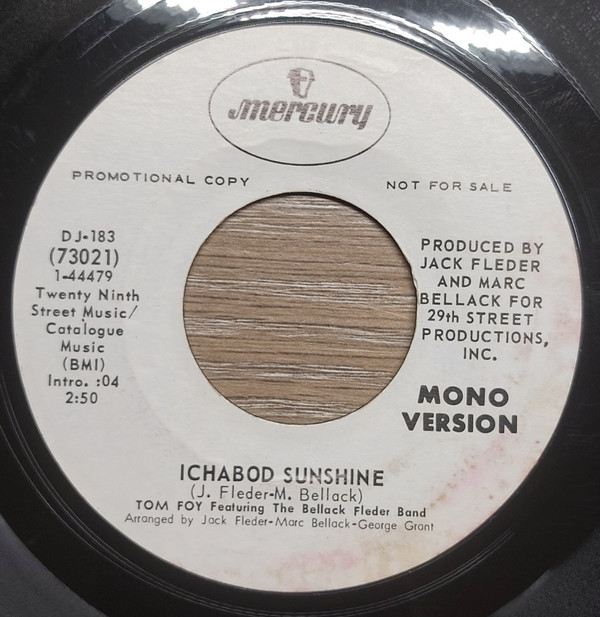 mercury
PROMOTIONAL COPY
NOT FOR SALE
DJ-183
(73021)
1-44479
Twenty Ninth
Street Music/
Catalogue
Music
(BMI)
Intro. :04
2:50
PRODUCED BY
JACK FLEDER
AND MARC
BELLACK FOR
29th STREET
PRODUCTIONS,
INC.
MONO
VERSION
ICHABOD SUNSHINE
(J. Fleder-M. Bellack)
TOM FOY Featuring The Bellack Fleder Band
Arranged by Jack Fleder-Marc Bellack-George Grant